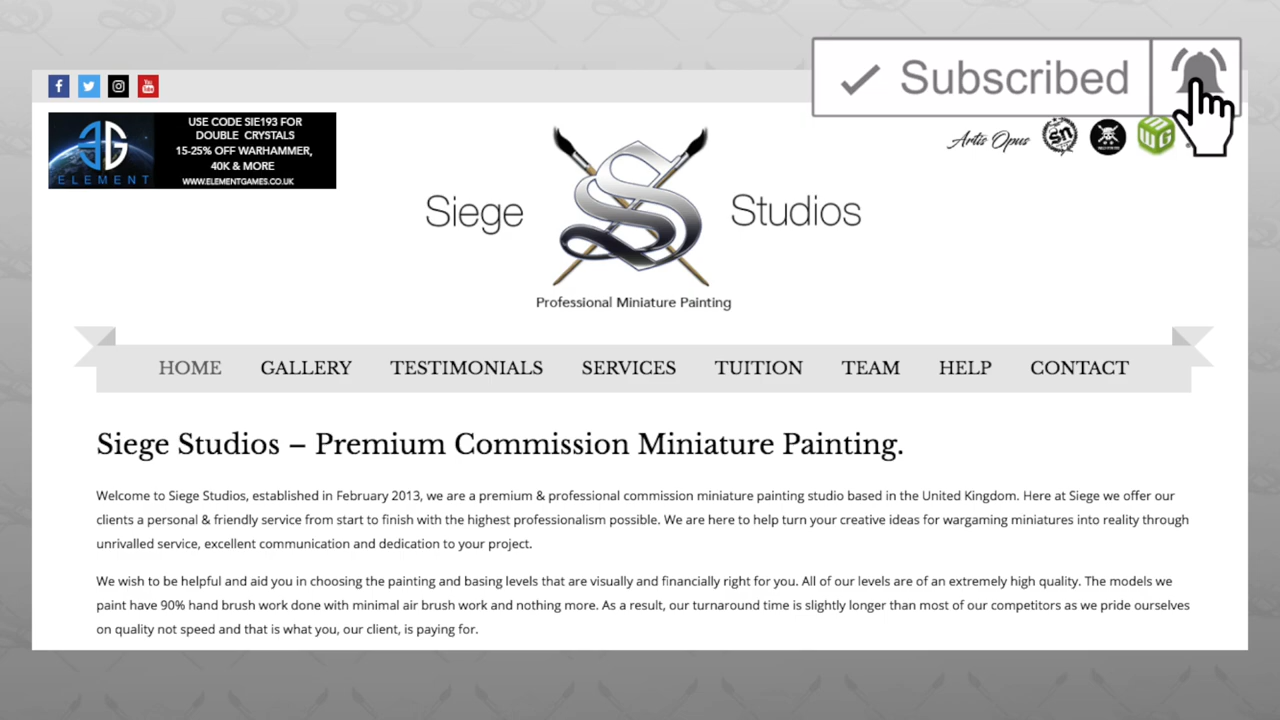 Subscribed
USE CODE SIE193 FOR
DOUBLE CRYSTALS
15-25% OFF WARHAMMER,
40K & MORE
WWW.ELEMENTGAMES.CO.UK
ELEMENT
Artis Opus
Siege Studios
Professional Miniature Painting
HOME GALLERY TESTIMONIALS SERVICES TUITION TEAM HELP CONTACT
Siege Studios – Premium Commission Miniature Painting.
Welcome to Siege Studios, established in February 2013, we are a premium & professional commission miniature painting studio based in the United Kingdom. Here at Siege we offer our
clients a personal & friendly service from start to finish with the highest professionalism possible. We are here to help turn your creative ideas for wargaming miniatures into reality through
unrivalled service, excellent communication and dedication to your project.
We wish to be helpful and aid you in choosing the painting and basing levels that are visually and financially right for you. All of our levels are of an extremely high quality. The models we
paint have 90% hand brush work done with minimal air brush work and nothing more. As a result, our turnaround time is slightly longer than most of our competitors as we pride ourselves
on quality not speed and that is what you, our client, is paying for.